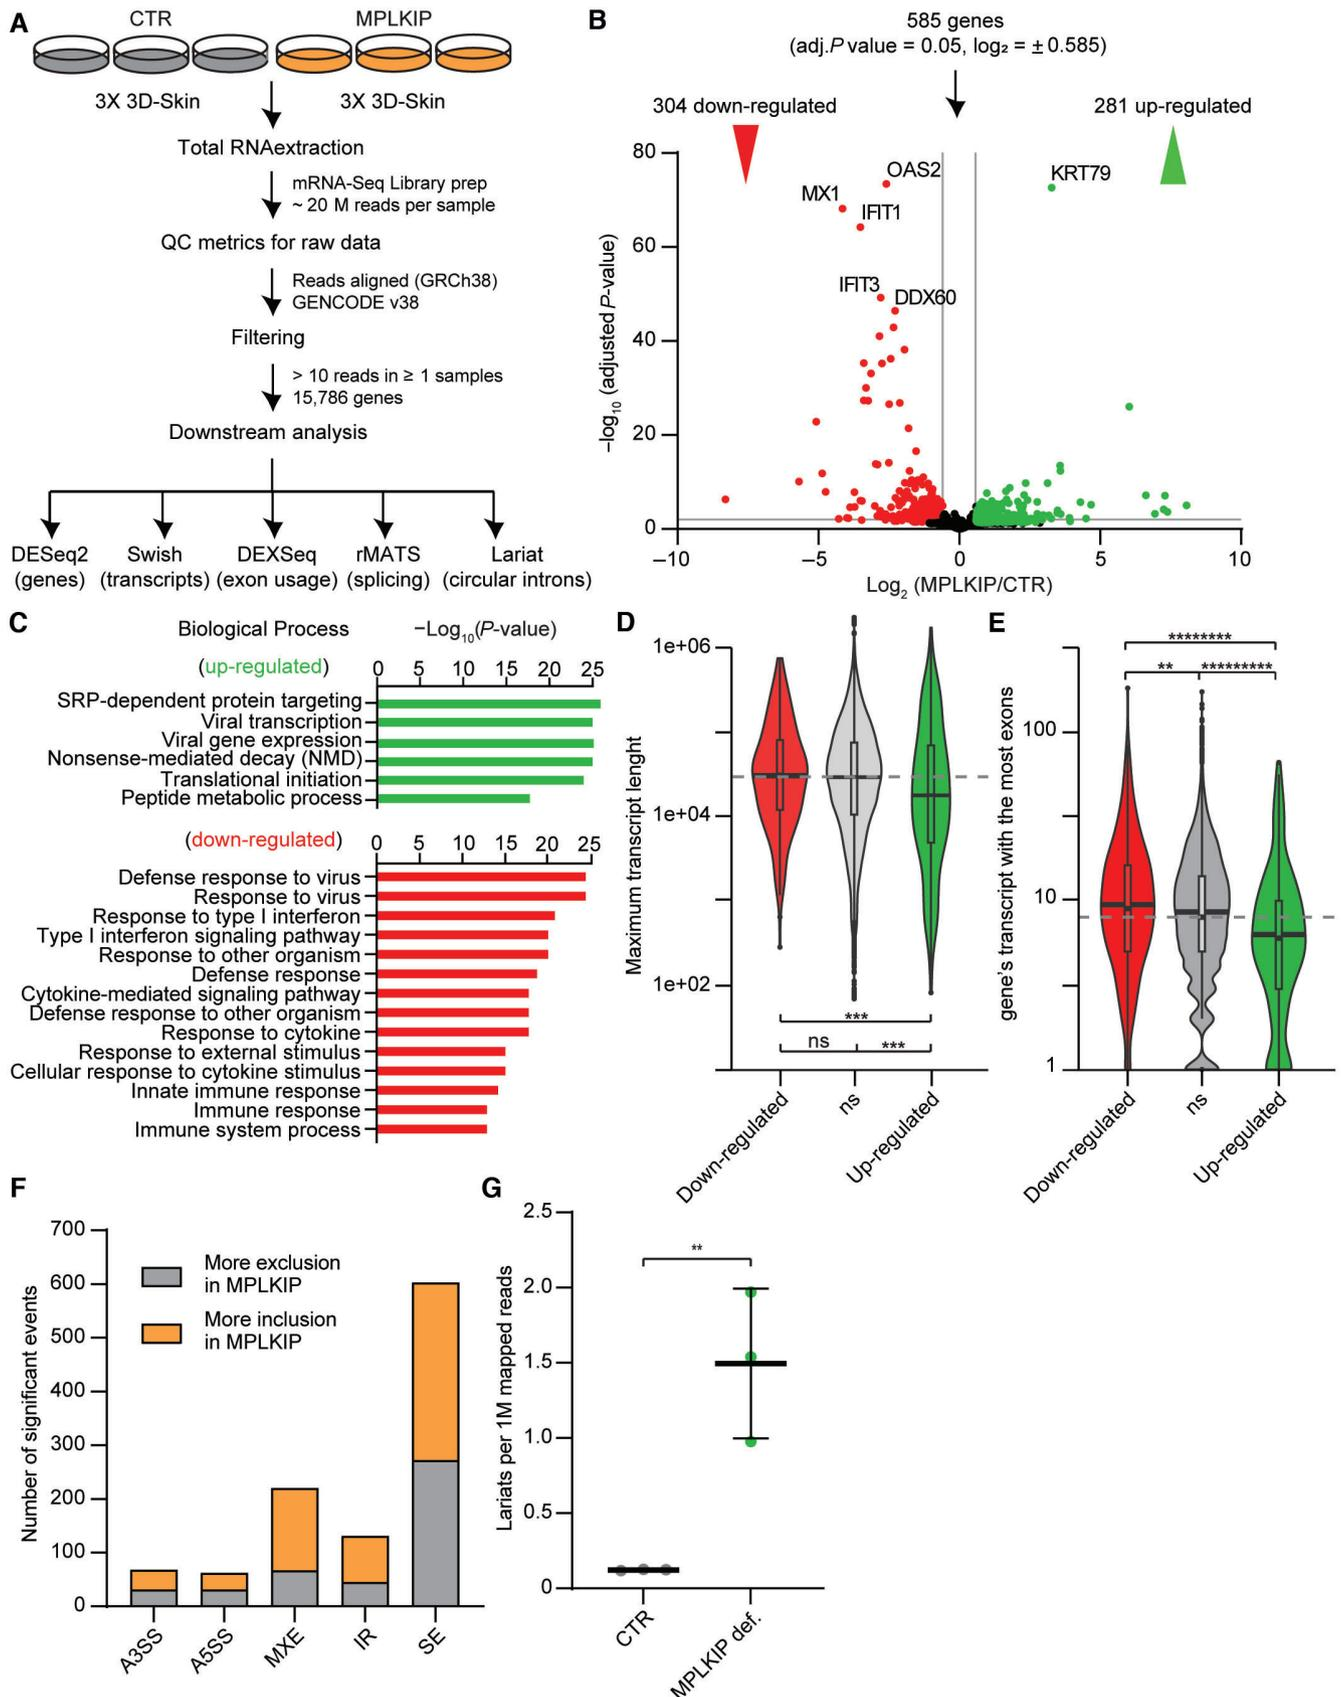 A
CTR
MPLKIP
3X 3D-Skin
3X 3D-Skin
Total RNAextraction
mRNA-Seq Library prep
~ 20 M reads per sample
QC metrics for raw data
Reads aligned (GRCh38)
GENCODE v38
Filtering
> 10 reads in ≥ 1 samples
15,786 genes
Downstream analysis
DESeq2
(genes)
Swish
(transcripts)
DEXSeq
(exon usage)
rMATS
(splicing)
Lariat
(circular introns)
B
585 genes
(adj.P value = 0.05, log₂ = ± 0.585)
304 down-regulated
281 up-regulated
OAS2
KRT79
MX1
IFIT1
IFIT3
DDX60
−log₁₀ (adjusted P-value)
80
60
40
20
0
−10
−5
0
5
10
Log₂ (MPLKIP/CTR)
C
Biological Process
−Log₁₀(P-value)
(up-regulated)
0 5 10 15 20 25
SRP-dependent protein targeting
Viral transcription
Viral gene expression
Nonsense-mediated decay (NMD)
Translational initiation
Peptide metabolic process
(down-regulated)
0 5 10 15 20 25
Defense response to virus
Response to virus
Response to type I interferon
Type I interferon signaling pathway
Response to other organism
Defense response
Cytokine-mediated signaling pathway
Defense response to other organism
Response to cytokine
Response to external stimulus
Cellular response to cytokine stimulus
Innate immune response
Immune response
Immune system process
D
Maximum transcript lenght
1e+06
1e+04
1e+02
***
ns
***
Down-regulated
ns
Up-regulated
E
gene's transcript with the most exons
********
**
*********
100
10
1
Down-regulated
ns
Up-regulated
F
Number of significant events
700
600
500
400
300
200
100
0
More exclusion
in MPLKIP
More inclusion
in MPLKIP
A3SS
A5SS
MXE
IR
SE
G
Lariats per 1M mapped reads
2.5
2.0
1.5
1.0
0.5
0
**
CTR
MPLKIP def.